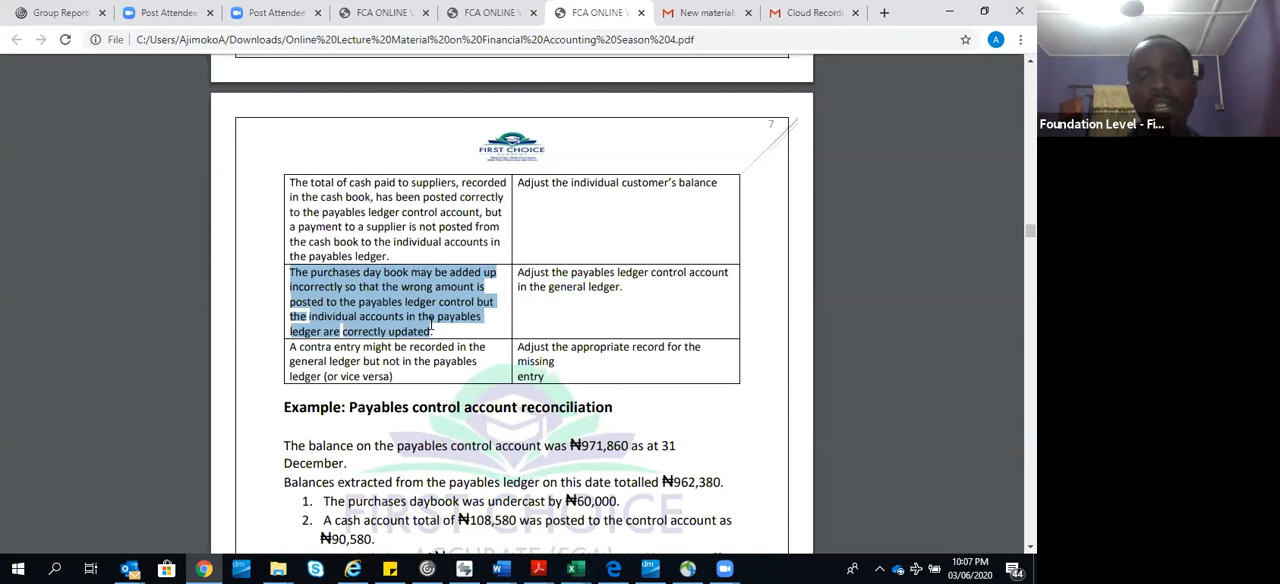 Group Reporti
Post Attendee
Post Attendee
FCA ONLINE V
FCA ONLINE V
FCA ONLINE V
New material
Cloud Record
File
C:/Users/AjimokoA/Downloads/Online%20Lecture%20Material%20on%20Financial%20Accounting%20Season%204.pdf
A
Foundation Level - Fi...
7
FIRST CHOICE
The total of cash paid to suppliers, recorded
in the cash book, has been posted correctly
to the payables ledger control account, but
a payment to a supplier is not posted from
the cash book to the individual accounts in
the payables ledger.
Adjust the individual customer's balance
The purchases day book may be added up
incorrectly so that the wrong amount is
posted to the payables ledger control but
the individual accounts in the payables
ledger are correctly updated.
Adjust the payables ledger control account
in the general ledger.
A contra entry might be recorded in the
general ledger but not in the payables
ledger (or vice versa)
Adjust the appropriate record for the
missing
entry
Example: Payables control account reconciliation
The balance on the payables control account was ₦971,860 as at 31
December.
Balances extracted from the payables ledger on this date totalled ₦962,380.
1. The purchases daybook was undercast by ₦60,000.
2. A cash account total of ₦108,580 was posted to the control account as
₦90,580.
FIRST CHOICE
ACCURATE (FCA)
10:07 PM
03/06/2020
44